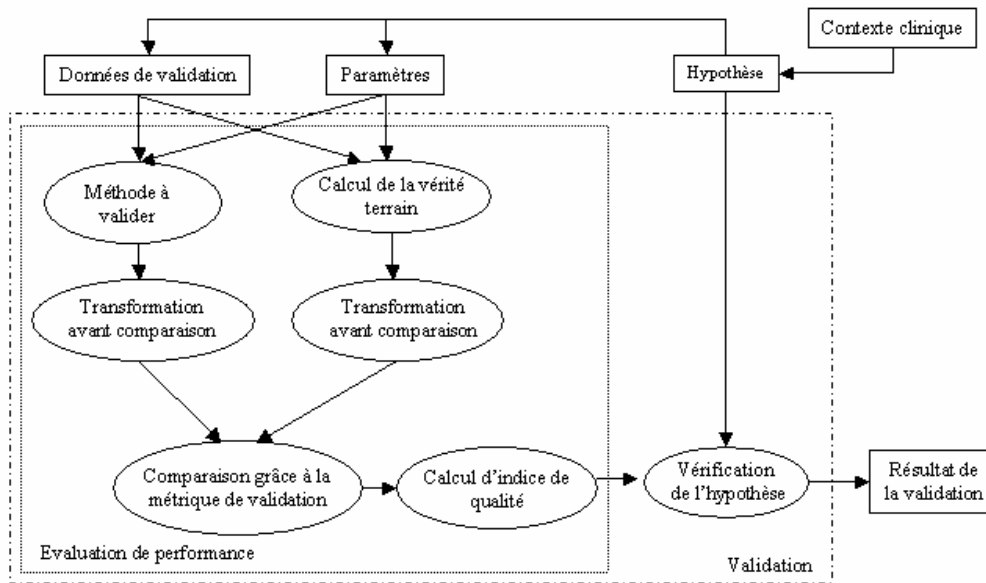 Contexte clinique
Données de validation
Paramètres
Hypothèse
Méthode à
valider
Calcul de la vérité
terrain
Transformation
avant comparaison
Transformation
avant comparaison
Comparaison grâce à la
métrique de validation
Calcul d'indice de
qualité
Vérification
de l'hypothèse
Résultat de
la validation
Evaluation de performance
Validation